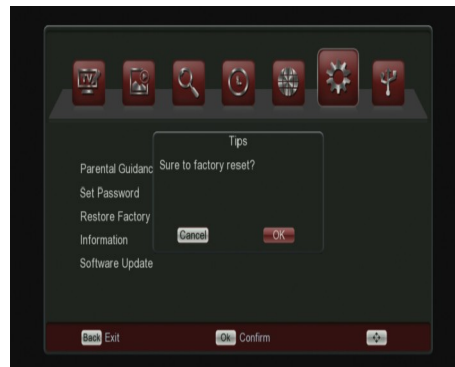 TV
Tips
Sure to factory reset?
Parental Guidanc
Set Password
Restore Factory
Information
Software Update
Cancel
OK
Back Exit
Ok Confirm